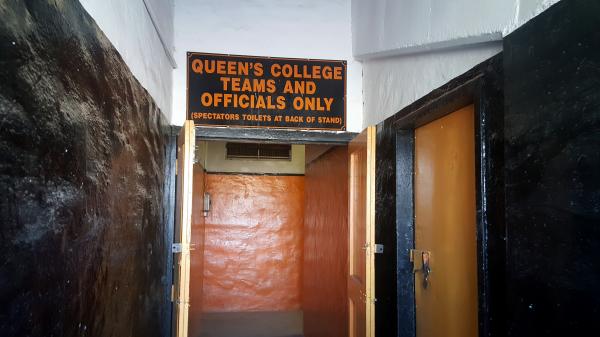 QUEEN'S COLLEGE
TEAMS AND
OFFICIALS ONLY
(SPECTATORS TOILETS AT BACK OF STAND)